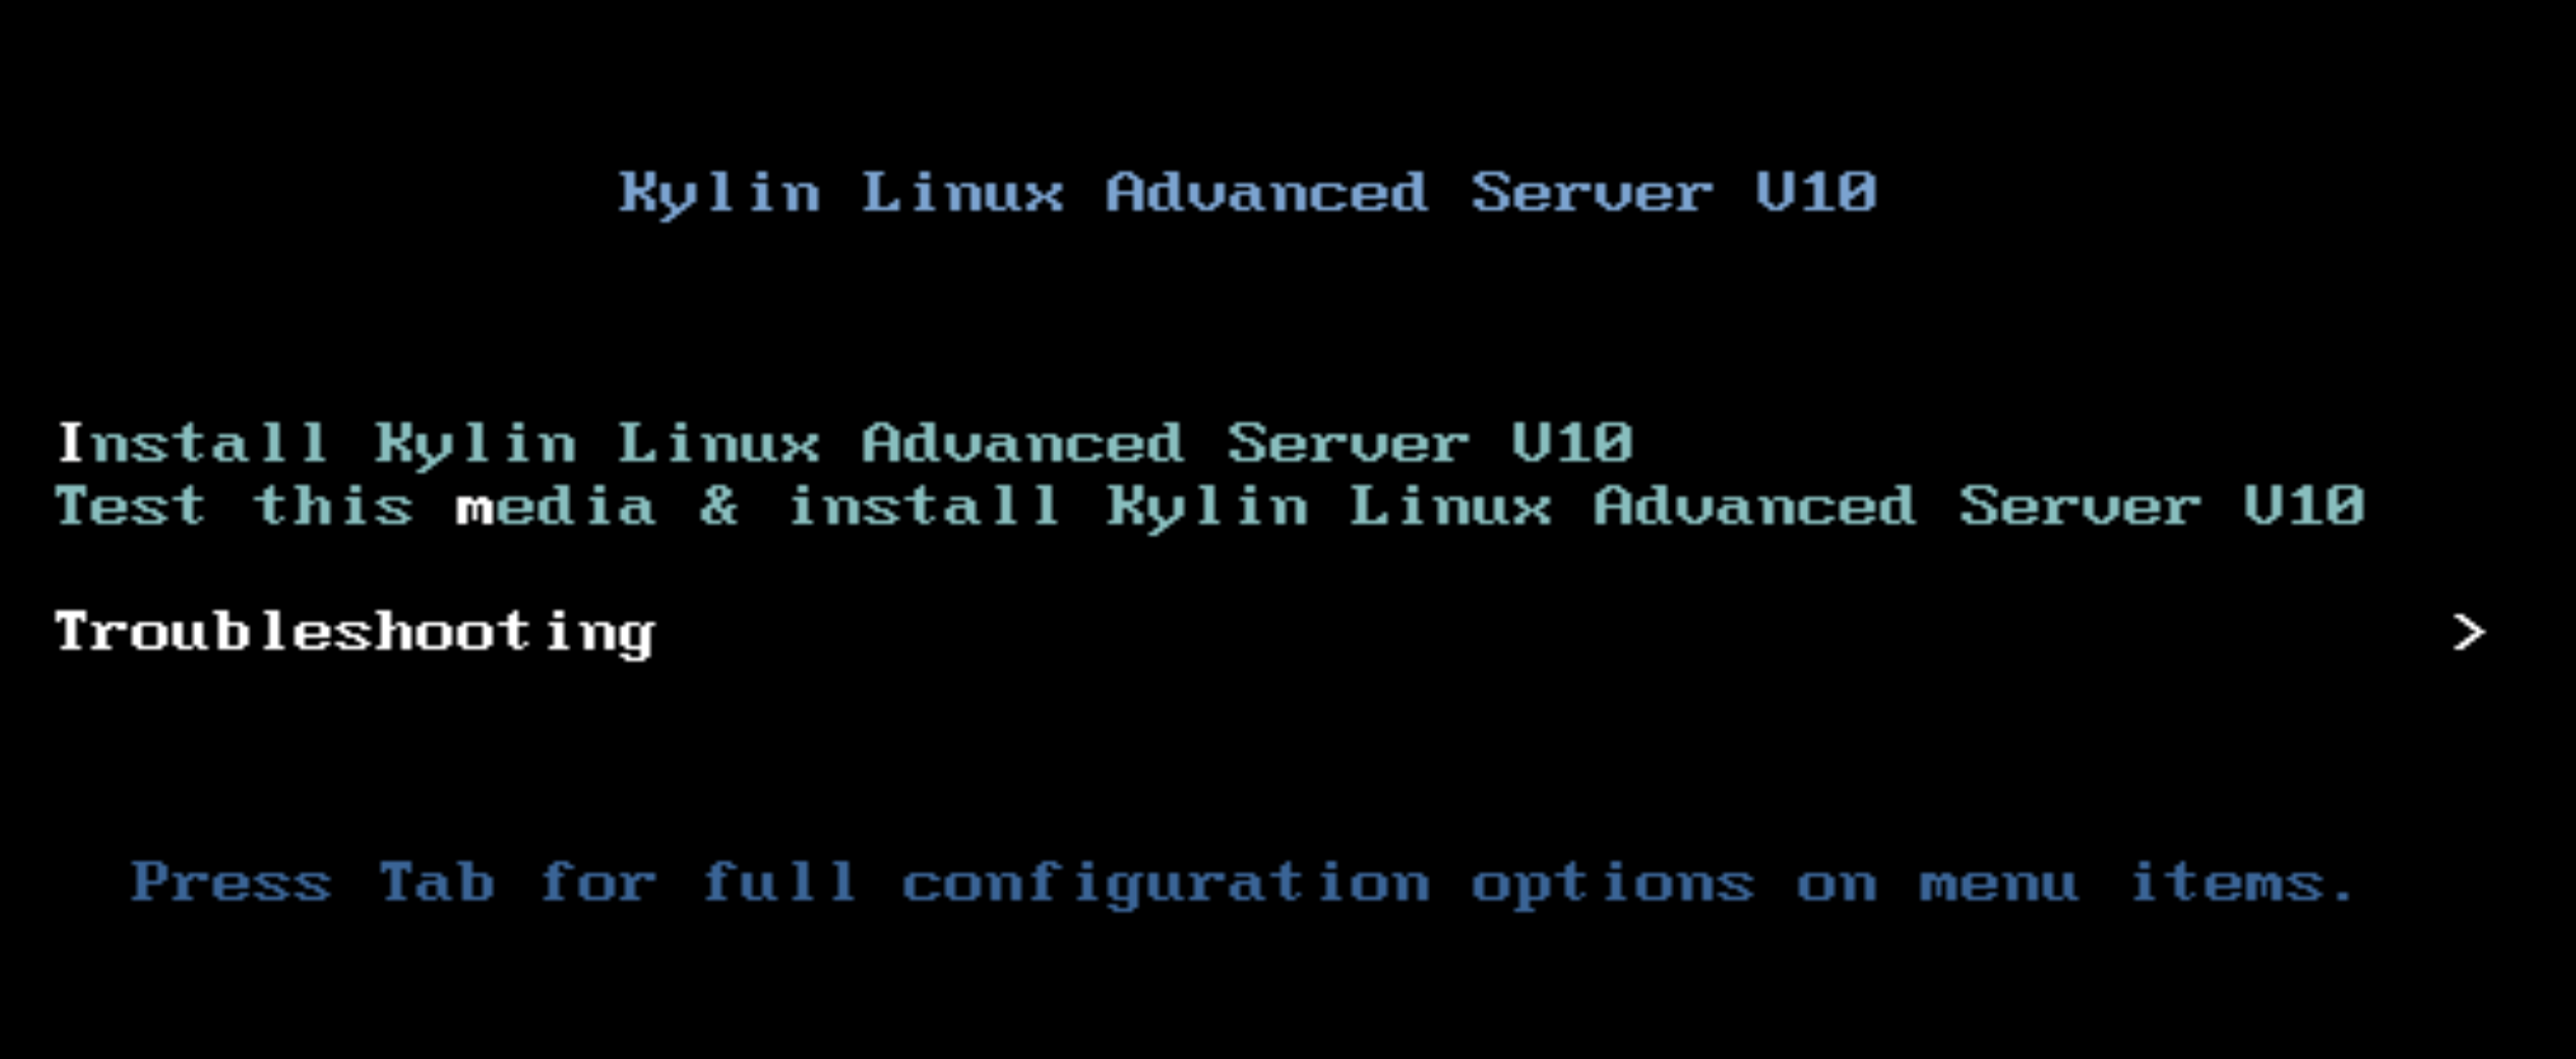 Kylin Linux Advanced Server V10
Install Kylin Linux Advanced Server V10
Test this media & install Kylin Linux Advanced Server V10
Troubleshooting >
Press Tab for full configuration options on menu items.